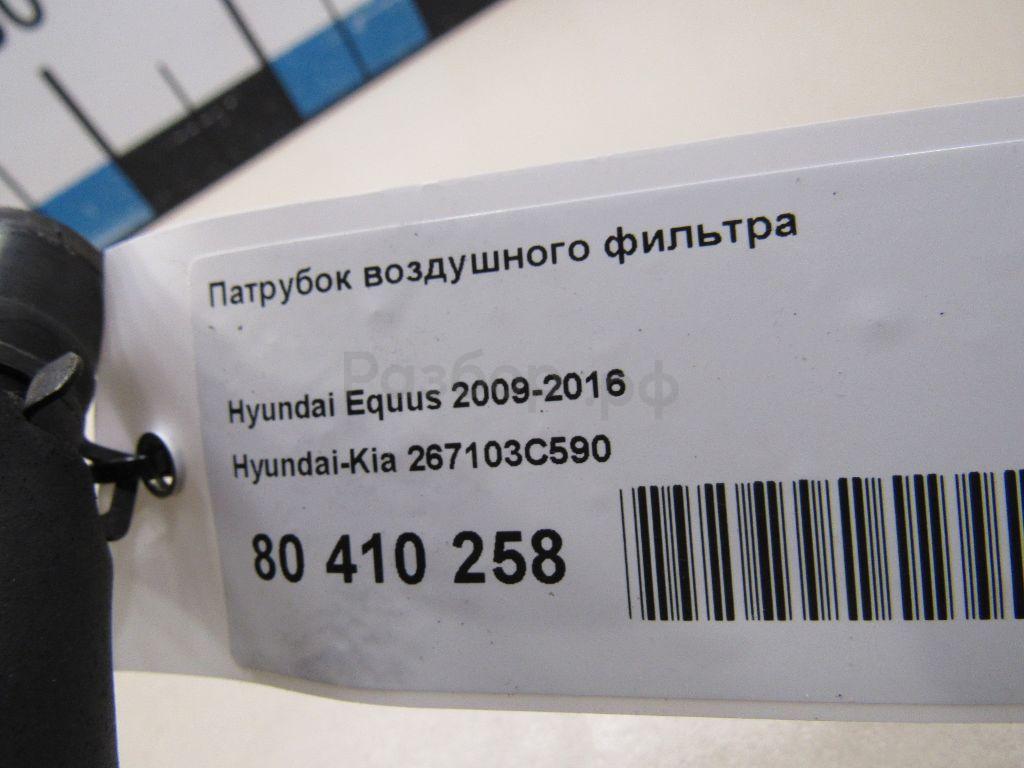 Патрубок воздушного фильтра
Hyundai Equus 2009-2016
Hyundai-Kia 267103C590
80 410 258